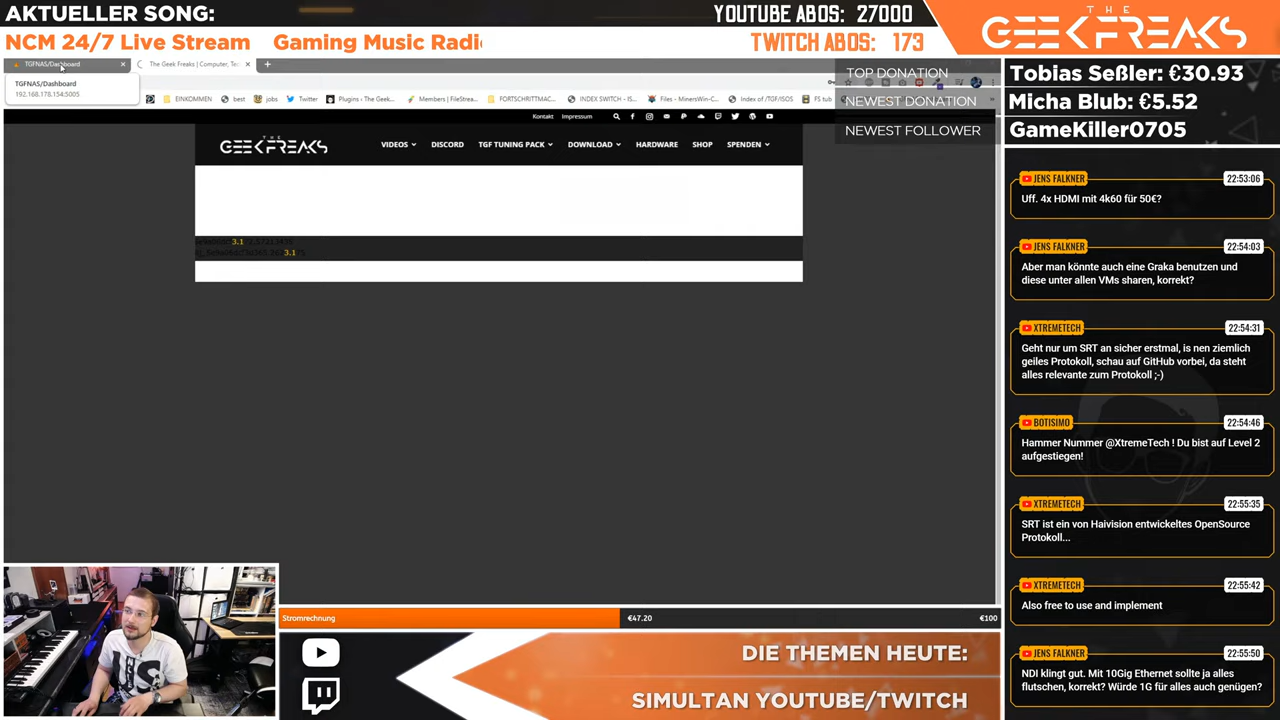 AKTUELLER SONG:
YOUTUBE ABOS: 27000
NCM 24/7 Live Stream Gaming Music Radi
TWITCH ABOS: 173
THE
GEEKFREAKS
TGFNAS/Dashboard
The Geek Freaks | Computer, Te
TGFNAS/Dashboard
192.168.178.154:5005
EINKOMMEN
best
jobs
Twitter
Plugins ‹ The Geek...
Members | FileStrea...
FORTSCHRITTMAC...
INDEX SWITCH - IS...
Files - MinersWin-C...
Index of /TGF/ISOS
FS tub
TOP DONATION
NEWEST DONATION
NEWEST FOLLOWER
Tobias Seßler: €30.93
Micha Blub: €5.52
GameKiller0705
Kontakt Impressum
THE
GEEKFREAKS
VIDEOS
DISCORD
TGF TUNING PACK
DOWNLOAD
HARDWARE
SHOP
SPENDEN
3.1
3.1
JENS FALKNER 22:53:06
Uff. 4x HDMI mit 4k60 für 50€?
JENS FALKNER 22:54:03
Aber man könnte auch eine Graka benutzen und
diese unter allen VMs sharen, korrekt?
XTREMETECH 22:54:31
Geht nur um SRT an sicher erstmal, is nen ziemlich
geiles Protokoll, schau auf GitHub vorbei, da steht
alles relevante zum Protokoll ;-)
BOTISIMO 22:54:46
Hammer Nummer @XtremeTech ! Du bist auf Level 2
aufgestiegen!
XTREMETECH 22:55:35
SRT ist ein von Haivision entwickeltes OpenSource
Protokoll...
XTREMETECH 22:55:42
Also free to use and implement
JENS FALKNER 22:55:50
NDI klingt gut. Mit 10Gig Ethernet sollte ja alles
flutschen, korrekt? Würde 1G für alles auch genügen?
Stromrechnung
€47.20
€100
DIE THEMEN HEUTE:
SIMULTAN YOUTUBE/TWITCH